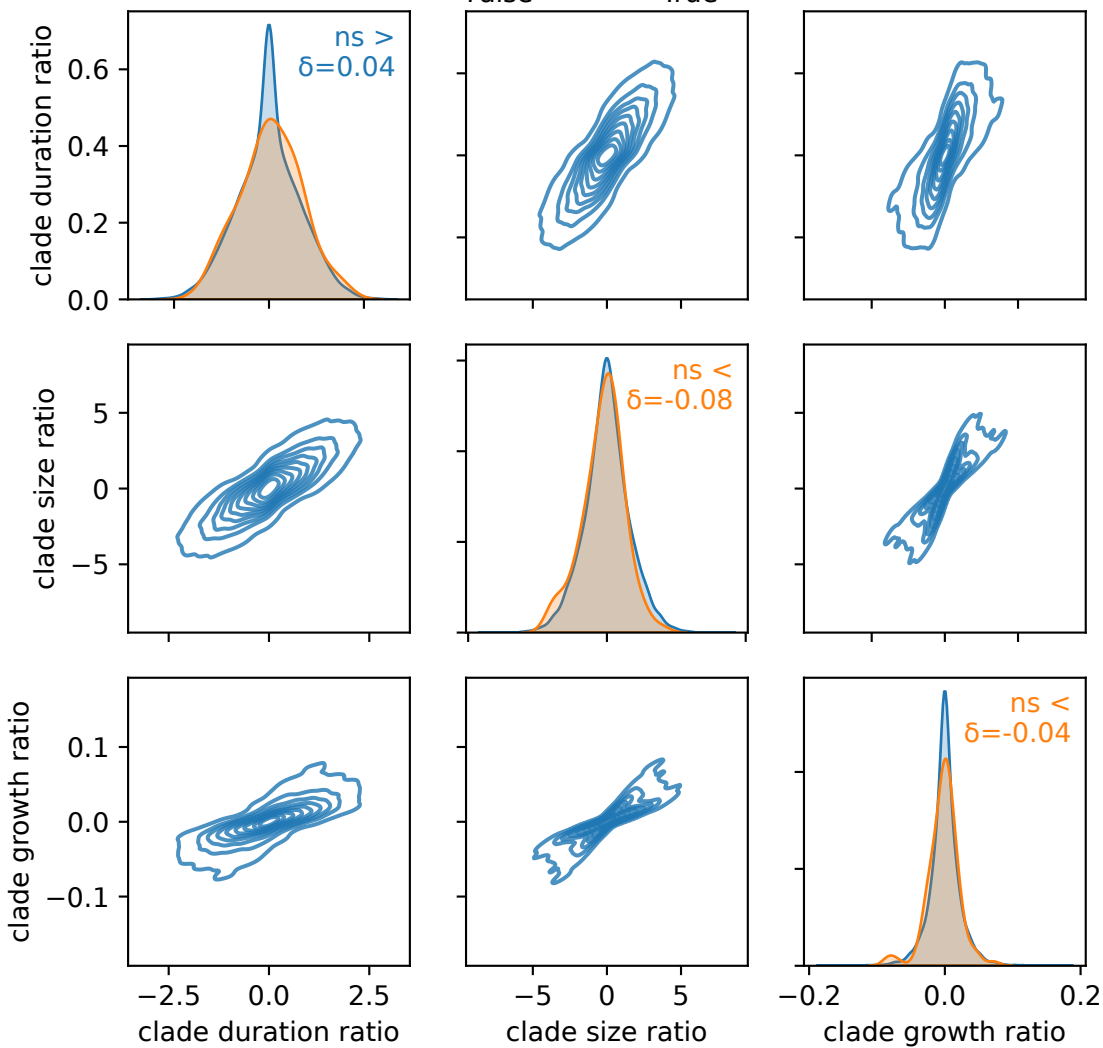 ns >
δ=0.04
clade duration ratio
0.6
0.4
0.2
0.0
ns <
δ=-0.08
clade size ratio
5
0
−5
ns <
δ=-0.04
clade growth ratio
0.1
0.0
−0.1
−2.5 0.0 2.5
−5 0 5
−0.2 0.0 0.2
clade duration ratio
clade size ratio
clade growth ratio